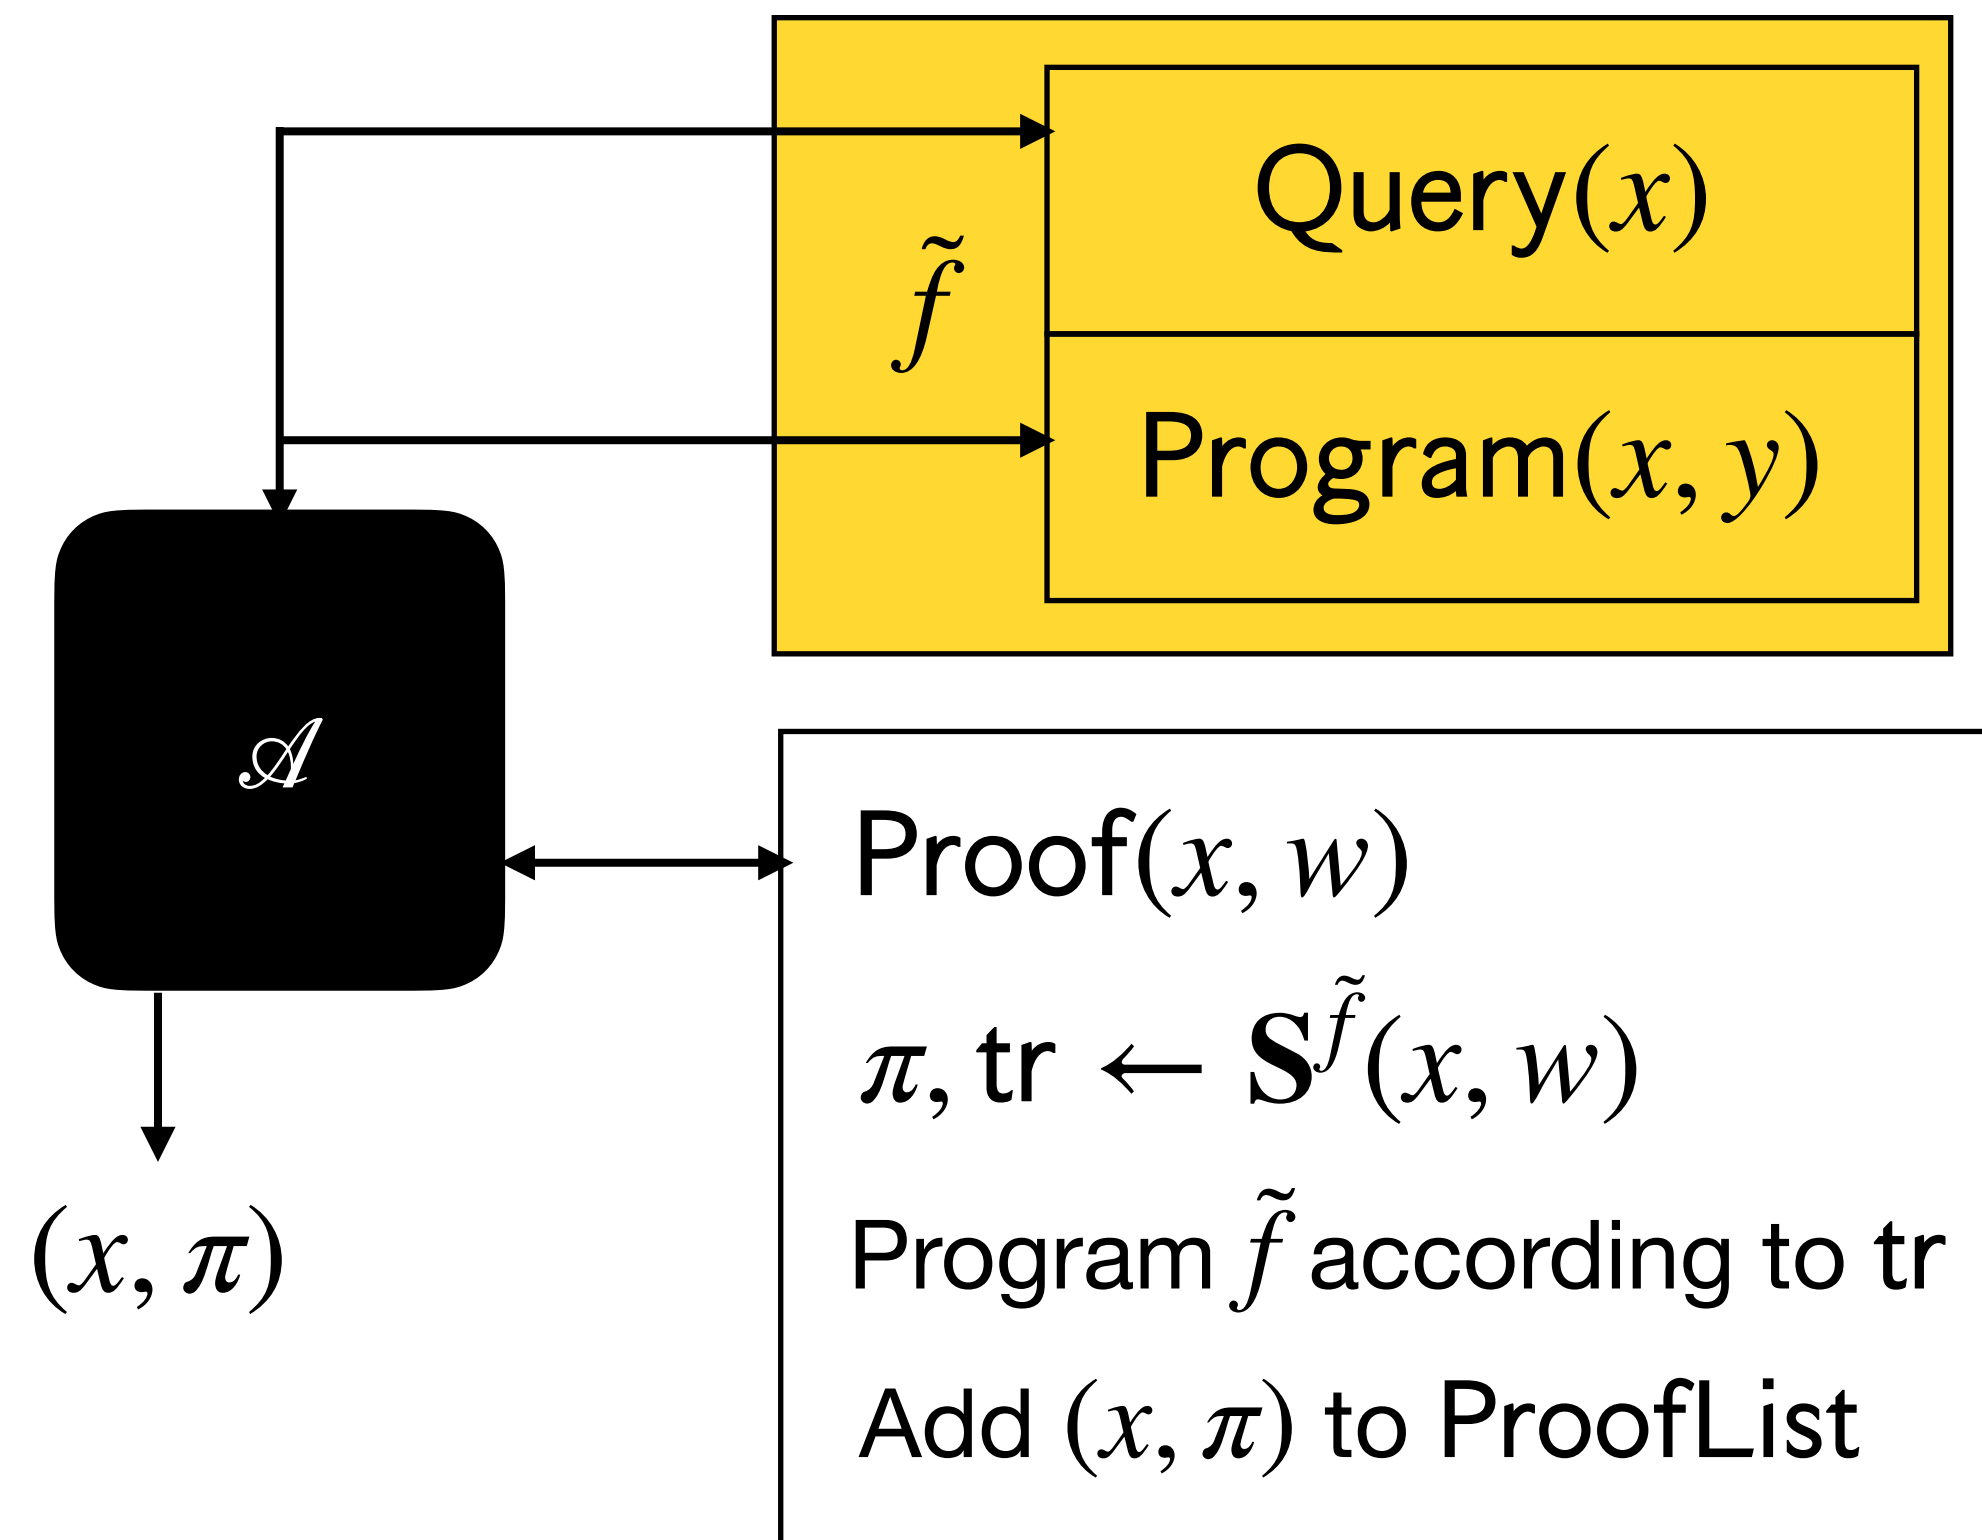 Query(x)
f̃
Program(x, y)
𝒜
Proof(x, w)
π, tr ← S^f̃(x, w)
(x, π)
Program f̃ according to tr
Add (x, π) to ProofList